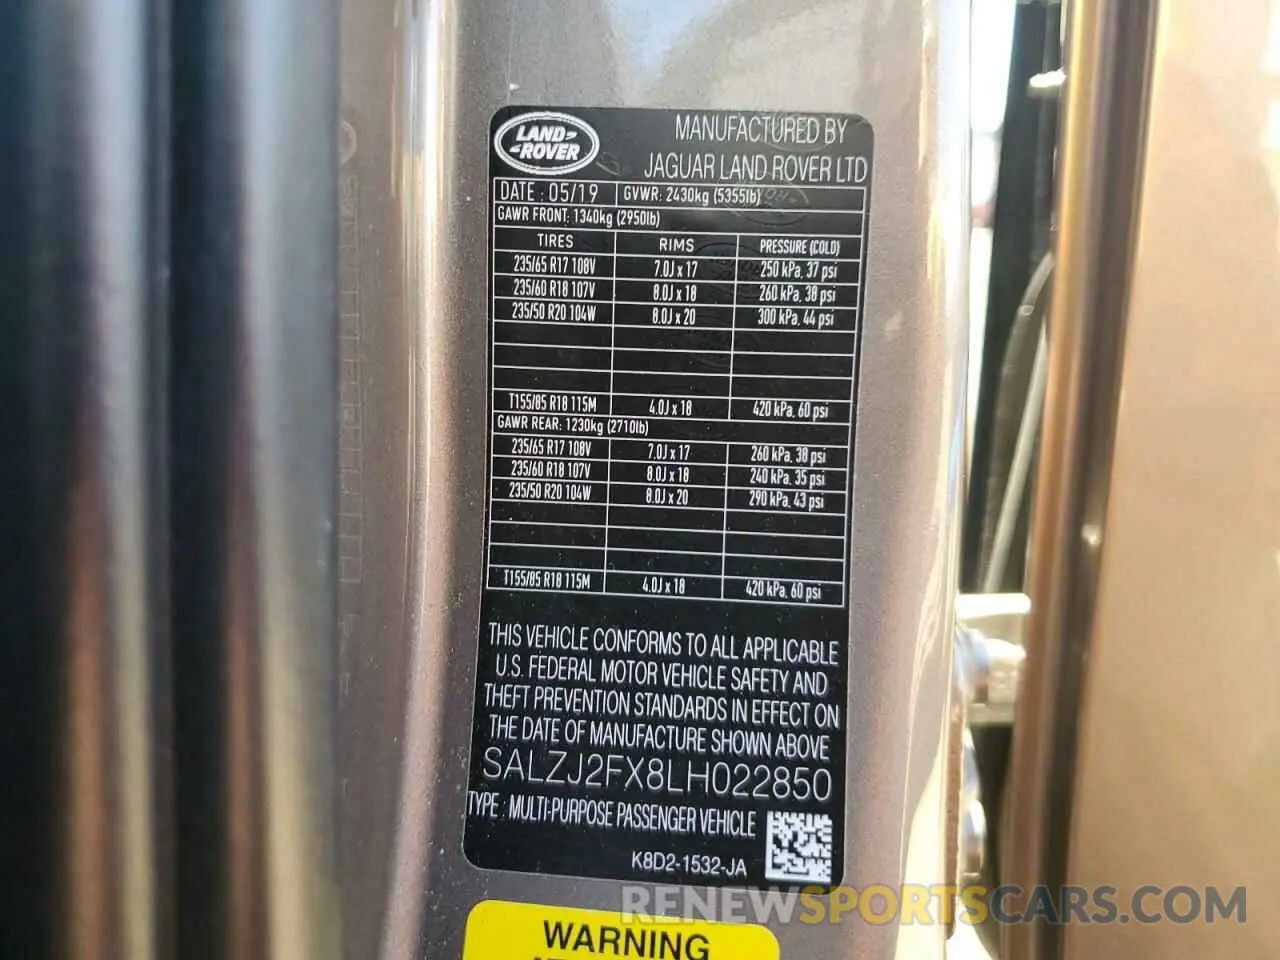 LAND ROVER
MANUFACTURED BY
JAGUAR LAND ROVER LTD
DATE : 05/19 GVWR: 2430kg (5355lb)
GAWR FRONT: 1340kg (2950lb)
TIRES RIMS PRESSURE (COLD)
235/65 R17 108V 7.0J x 17 250 kPa, 37 psi
235/60 R18 107V 8.0J x 18 260 kPa, 38 psi
235/50 R20 104W 8.0J x 20 300 kPa, 44 psi
T155/85 R18 115M 4.0J x 18 420 kPa, 60 psi
GAWR REAR: 1230kg (2710lb)
235/65 R17 108V 7.0J x 17 260 kPa, 38 psi
235/60 R18 107V 8.0J x 18 240 kPa, 35 psi
235/50 R20 104W 8.0J x 20 290 kPa, 43 psi
T155/85 R18 115M 4.0J x 18 420 kPa, 60 psi
THIS VEHICLE CONFORMS TO ALL APPLICABLE
U.S. FEDERAL MOTOR VEHICLE SAFETY AND
THEFT PREVENTION STANDARDS IN EFFECT ON
THE DATE OF MANUFACTURE SHOWN ABOVE
SALZJ2FX8LH022850
TYPE : MULTI-PURPOSE PASSENGER VEHICLE
K8D2-1532-JA
RENEWSPORTSCARS.COM
WARNING